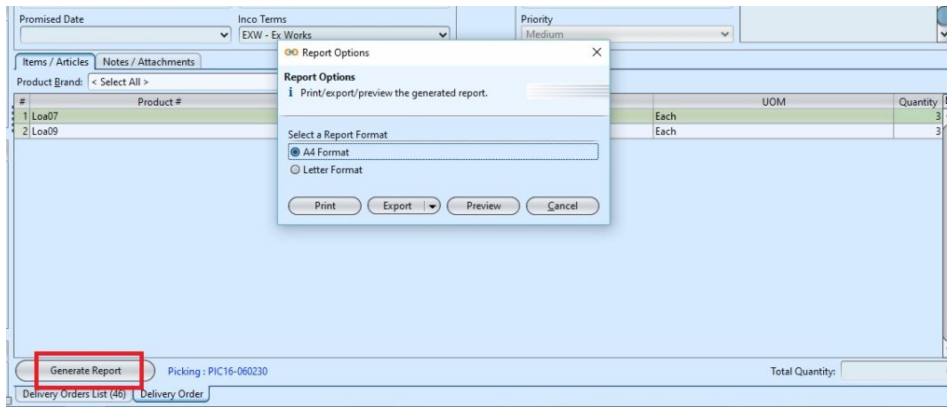 Promised Date Inco Terms Priority
EXW - Ex Works Medium
Report Options
Items / Articles Notes / Attachments
Report Options
Product Brand: < Select All >
Print/export/preview the generated report.
# Product # UOM Quantity
1 Loa07 Each 3
2 Loa09 Each 3
Select a Report Format
A4 Format
Letter Format
Print Export Preview Cancel
Generate Report Picking : PIC16-060230 Total Quantity:
Delivery Orders List (46) Delivery Order